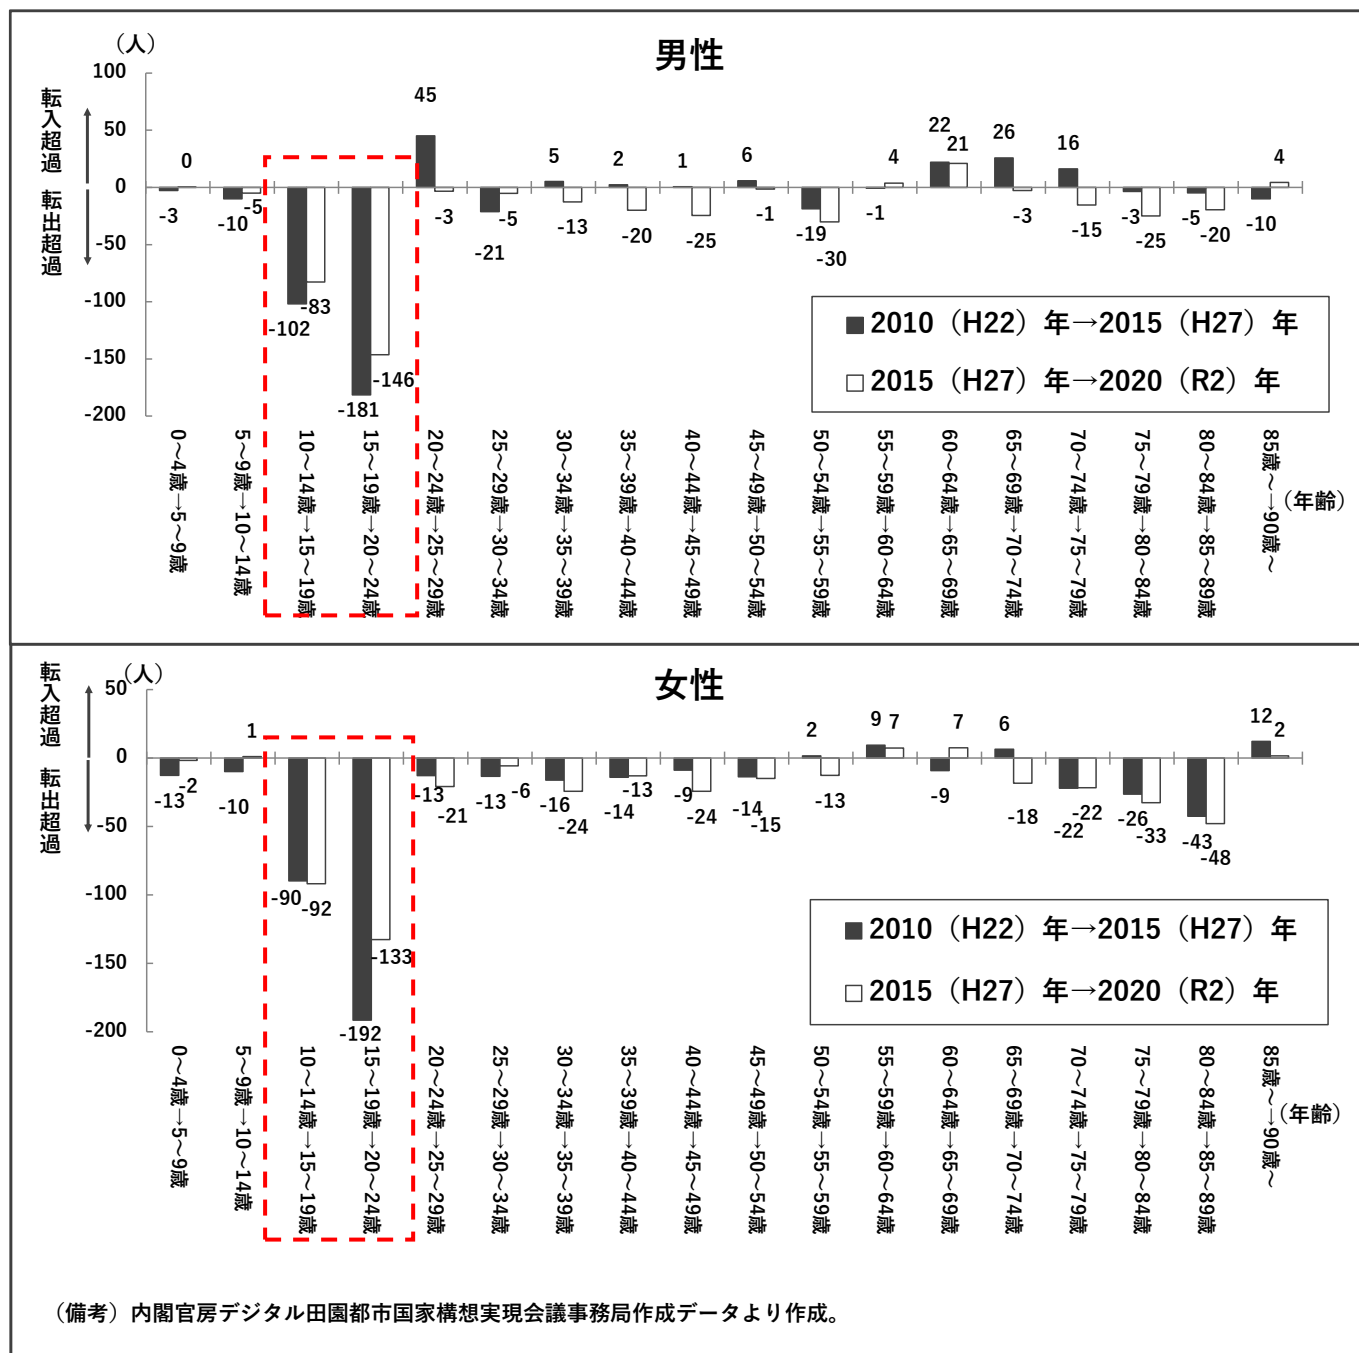 （人）
男性
転入超過
転出超過
100
50
0
-50
-100
-150
-200
-3
0
-10
-5
-102
-83
-181
-146
45
-3
-21
-5
5
-13
2
-20
1
-25
6
-1
-19
-30
-1
4
22
21
26
-3
16
-15
-3
-25
-5
-20
-10
4
■2010（H22）年→2015（H27）年
□2015（H27）年→2020（R2）年
0～4歳→5～9歳
5～9歳→10～14歳
10～14歳→15～19歳
15～19歳→20～24歳
20～24歳→25～29歳
25～29歳→30～34歳
30～34歳→35～39歳
35～39歳→40～44歳
40～44歳→45～49歳
45～49歳→50～54歳
50～54歳→55～59歳
55～59歳→60～64歳
60～64歳→65～69歳
65～69歳→70～74歳
70～74歳→75～79歳
75～79歳→80～84歳
80～84歳→85～89歳
85歳～→90歳～
（年齢）
（人）
女性
転入超過
転出超過
50
0
-50
-100
-150
-200
-13
-2
-10
1
-90
-92
-192
-133
-13
-21
-13
-6
-16
-24
-14
-13
-9
-24
-14
-15
2
-13
9
7
-9
7
6
-18
-22
-22
-26
-33
-43
-48
12
2
■2010（H22）年→2015（H27）年
□2015（H27）年→2020（R2）年
0～4歳→5～9歳
5～9歳→10～14歳
10～14歳→15～19歳
15～19歳→20～24歳
20～24歳→25～29歳
25～29歳→30～34歳
30～34歳→35～39歳
35～39歳→40～44歳
40～44歳→45～49歳
45～49歳→50～54歳
50～54歳→55～59歳
55～59歳→60～64歳
60～64歳→65～69歳
65～69歳→70～74歳
70～74歳→75～79歳
75～79歳→80～84歳
80～84歳→85～89歳
85歳～→90歳～
（年齢）
（備考）内閣官房デジタル田園都市国家構想実現会議事務局作成データより作成。